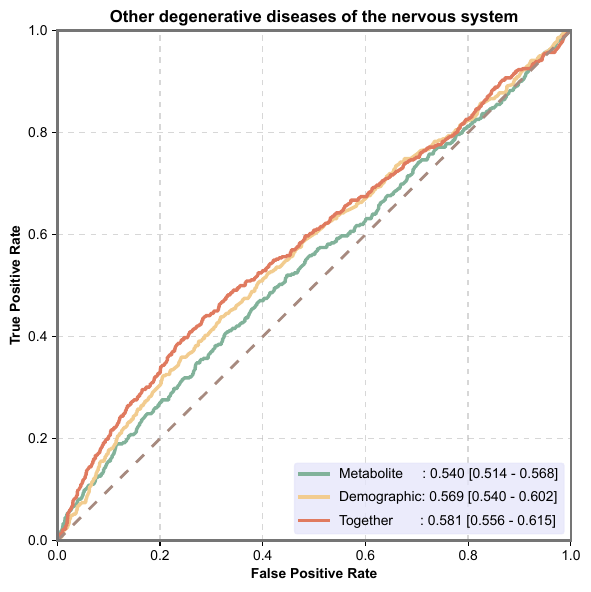 Other degenerative diseases of the nervous system
True Positive Rate
1.0
0.8
0.6
0.4
0.2
0.0
Metabolite : 0.540 [0.514 - 0.568]
Demographic: 0.569 [0.540 - 0.602]
Together : 0.581 [0.556 - 0.615]
0.0 0.2 0.4 0.6 0.8 1.0
False Positive Rate